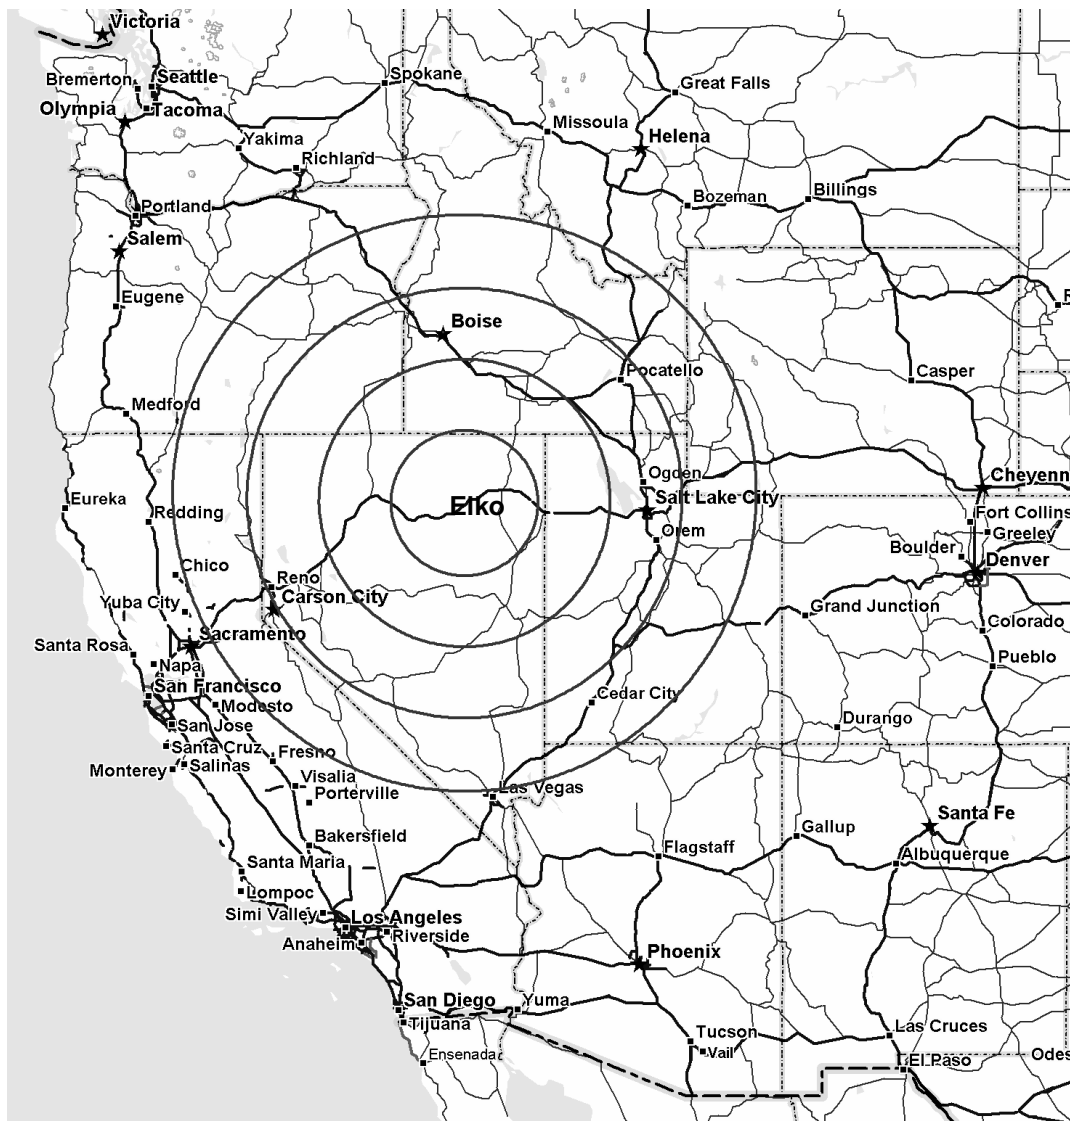 Victoria
Seattle
Bremerton
Spokane
Great Falls
Olympia
Tacoma
Missoula
Helena
Yakima
Richland
Billings
Bozeman
Portland
Salem
Eugene
Boise
Pocatello
Casper
Medford
Ogden
Cheyenn
Eureka
Redding
Elko
Salt Lake City
Fort Collins
Orem
Greeley
Boulder
Denver
Chico
Reno
Carson City
Yuba City
Grand Junction
Colorado
Sacramento
Santa Rosa
Napa
Pueblo
San Francisco
Cedar City
Modesto
Durango
San Jose
Santa Cruz
Fresno
Monterey
Salinas
Visalia
Porterville
Las Vegas
Santa Fe
Gallup
Bakersfield
Flagstaff
Albuquerque
Santa Maria
Lompoc
Simi Valley
Los Angeles
Anaheim
Riverside
Phoenix
San Diego
Yuma
Tijuana
Tucson
Las Cruces
Vail
Ensenada
El Paso
Odes